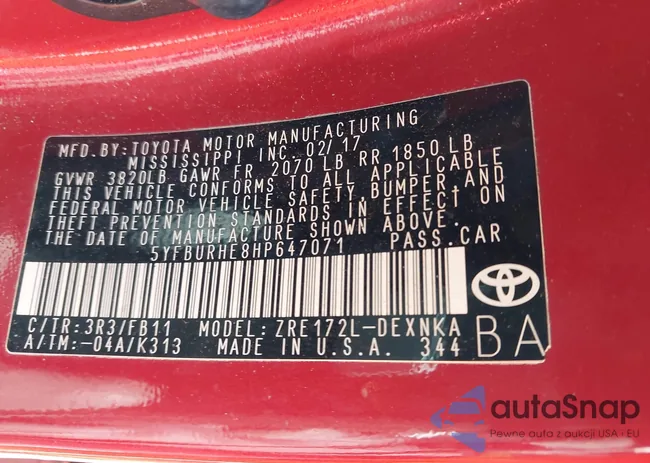 MFD.BY:TOYOTA MOTOR MANUFACTURING
MISSISSIPPI INC. 02/17
GVWR 3820LB GAWR FR 2070 LB RR 1850 LB
THIS VEHICLE CONFORMS TO ALL APPLICABLE
FEDERAL MOTOR VEHICLE SAFETY, BUMPER, AND
THEFT PREVENTION STANDARDS IN EFFECT ON
THE DATE OF MANUFACTURE SHOWN ABOVE.
5YFBURHE8HP647071 PASS.CAR
C/TR:3R3/FB11 MODEL:ZRE172L-DEXNKA
A/TM:-04A/K313 MADE IN U.S.A. 344
BA
autaSnap
Pewne auta z aukcji USA i EU